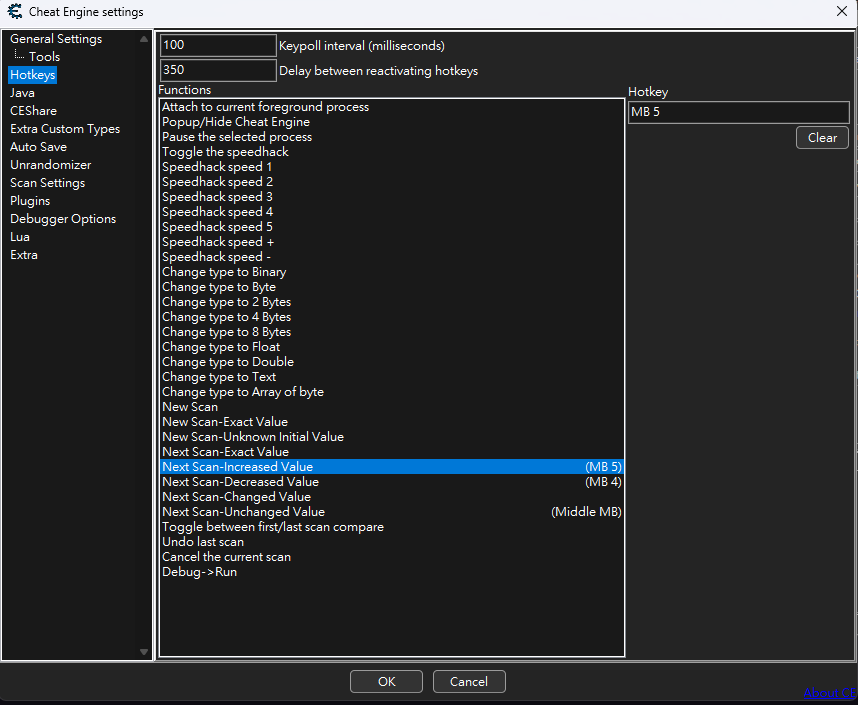 Cheat Engine settings
General Settings
Tools
Hotkeys
Java
CEShare
Extra Custom Types
Auto Save
Unrandomizer
Scan Settings
Plugins
Debugger Options
Lua
Extra
100 Keypoll interval (milliseconds)
350 Delay between reactivating hotkeys
Functions
Attach to current foreground process
Popup/Hide Cheat Engine
Pause the selected process
Toggle the speedhack
Speedhack speed 1
Speedhack speed 2
Speedhack speed 3
Speedhack speed 4
Speedhack speed 5
Speedhack speed +
Speedhack speed -
Change type to Binary
Change type to Byte
Change type to 2 Bytes
Change type to 4 Bytes
Change type to 8 Bytes
Change type to Float
Change type to Double
Change type to Text
Change type to Array of byte
New Scan
New Scan-Exact Value
New Scan-Unknown Initial Value
Next Scan-Exact Value
Next Scan-Increased Value (MB 5)
Next Scan-Decreased Value (MB 4)
Next Scan-Changed Value
Next Scan-Unchanged Value (Middle MB)
Toggle between first/last scan compare
Undo last scan
Cancel the current scan
Debug->Run
Hotkey
MB 5
Clear
OK
Cancel
About CE